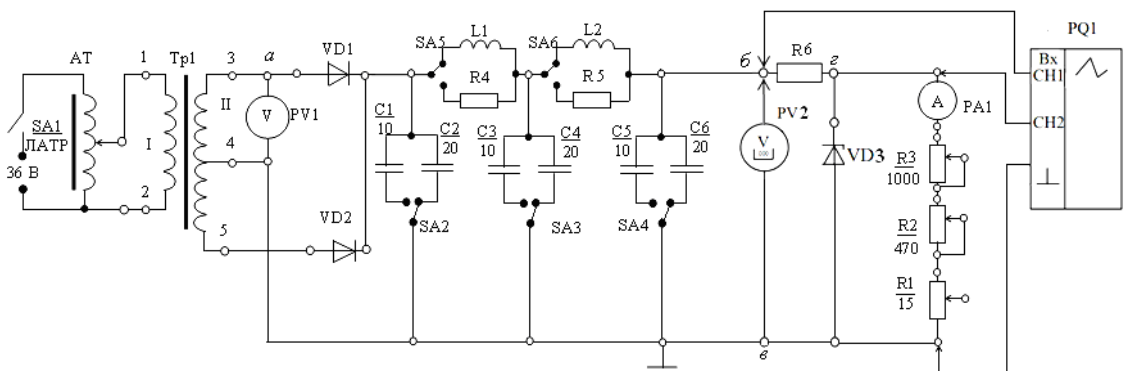 АТ
1
Тр1
3
а
VD1
SA5
L1
SA6
L2
б
R6
г
PQ1
Вх
СН1
II
V
PV1
R4
R5
А
PA1
SA1
ЛАТР
I
4
C1
10
C2
20
C3
10
C4
20
C5
10
C6
20
PV2
V
СН2
VD3
R3
1000
36 В
2
5
VD2
SA2
SA3
SA4
R2
470
R1
15
в